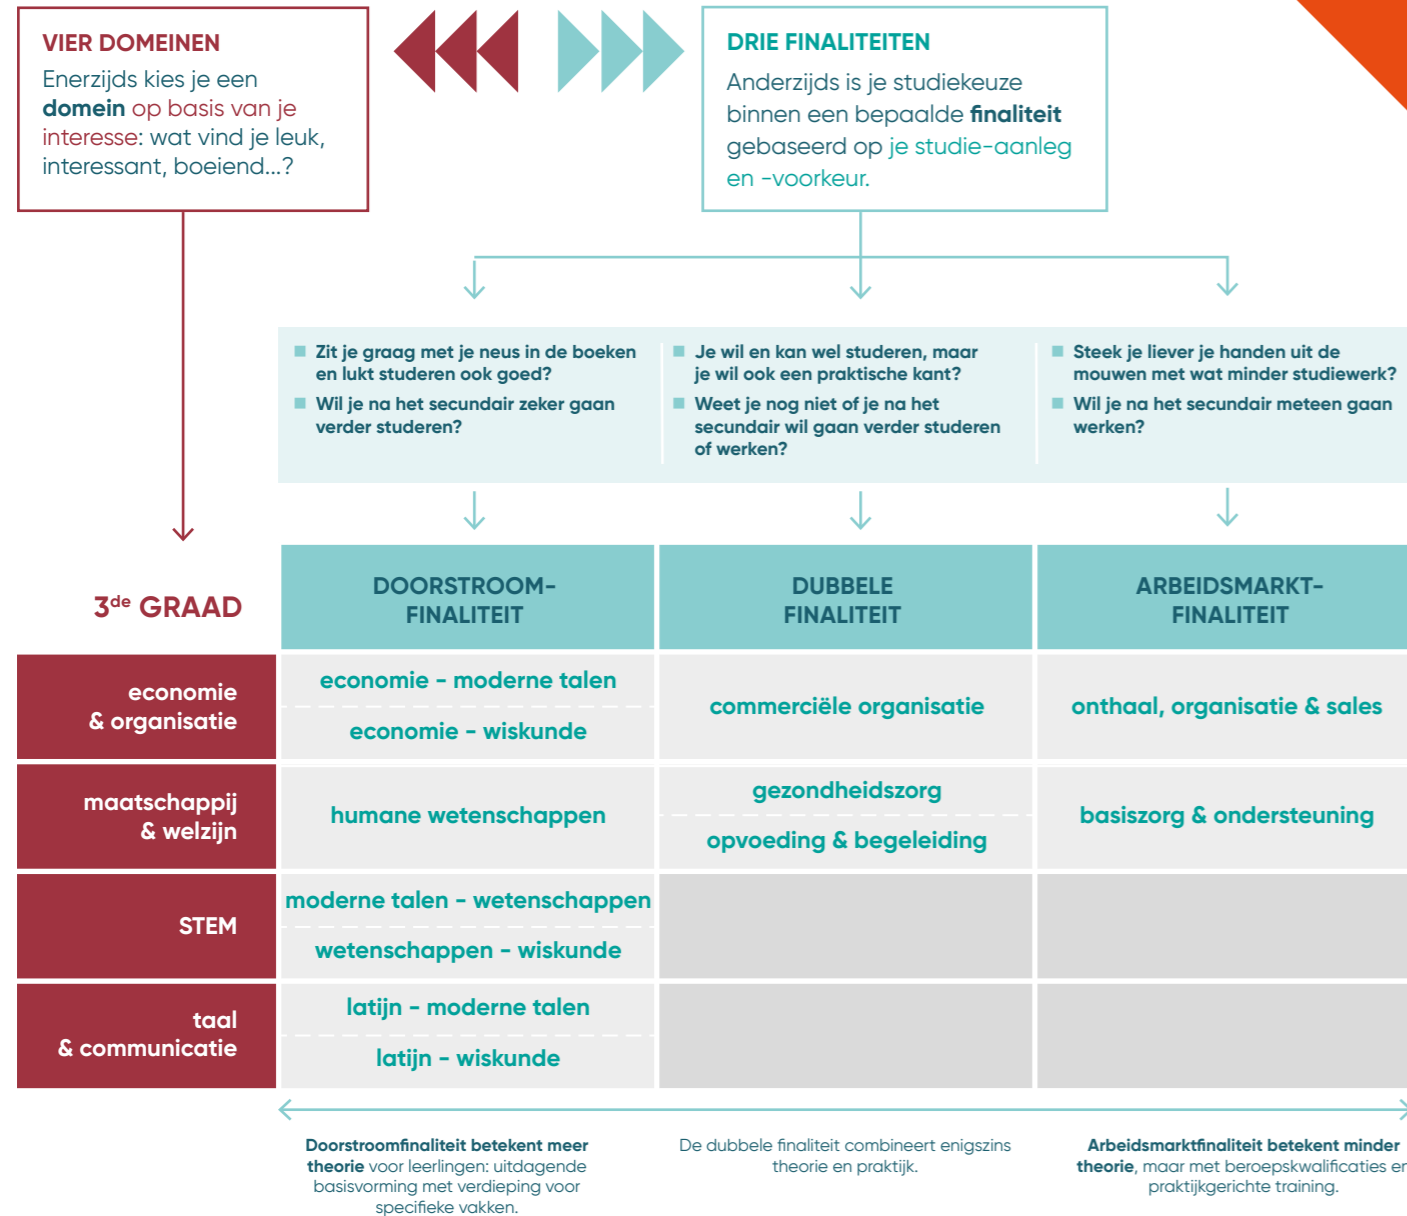 VIER DOMEINEN
Enerzijds kies je een
domein op basis van je
interesse: wat vind je leuk,
interessant, boeiend...?
DRIE FINALITEITEN
Anderzijds is je studiekeuze
binnen een bepaalde finaliteit
gebaseerd op je studie-aanleg
en -voorkeur.
Zit je graag met je neus in de boeken
en lukt studeren ook goed?
Wil je na het secundair zeker gaan
verder studeren?
Je wil en kan wel studeren, maar
je wil ook een praktische kant?
Weet je nog niet of je na het
secundair wil gaan verder studeren
of werken?
Steek je liever je handen uit de
mouwen met wat minder studiewerk?
Wil je na het secundair meteen gaan
werken?
3de GRAAD
DOORSTROOM-
FINALITEIT
DUBBELE
FINALITEIT
ARBEIDSMARKT-
FINALITEIT
economie
& organisatie
economie - moderne talen
economie - wiskunde
commerciële organisatie
onthaal, organisatie & sales
maatschappij
& welzijn
humane wetenschappen
gezondheidszorg
opvoeding & begeleiding
basiszorg & ondersteuning
STEM
moderne talen - wetenschappen
wetenschappen - wiskunde
taal
& communicatie
latijn - moderne talen
latijn - wiskunde
Doorstroomfinaliteit betekent meer
theorie voor leerlingen: uitdagende
basisvorming met verdieping voor
specifieke vakken.
De dubbele finaliteit combineert enigszins
theorie en praktijk.
Arbeidsmarktfinaliteit betekent minder
theorie, maar met beroepskwalificaties en
praktijkgerichte training.